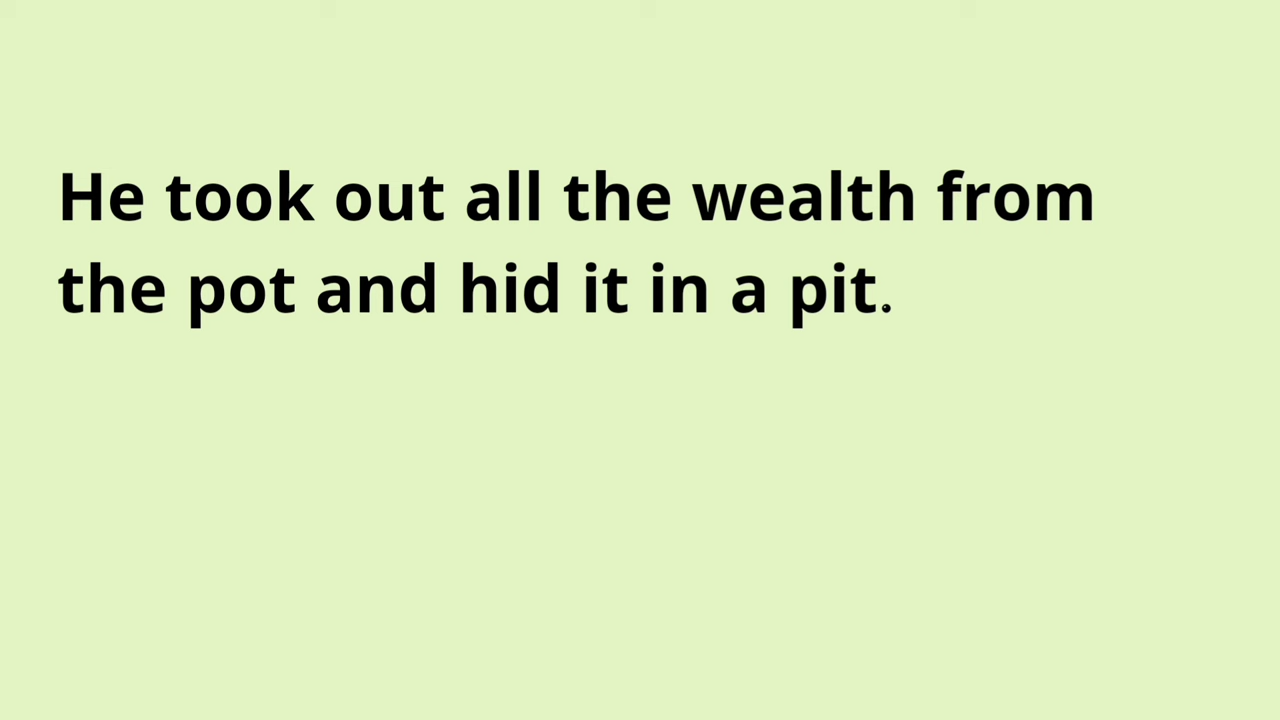 He took out all the wealth from
the pot and hid it in a pit.